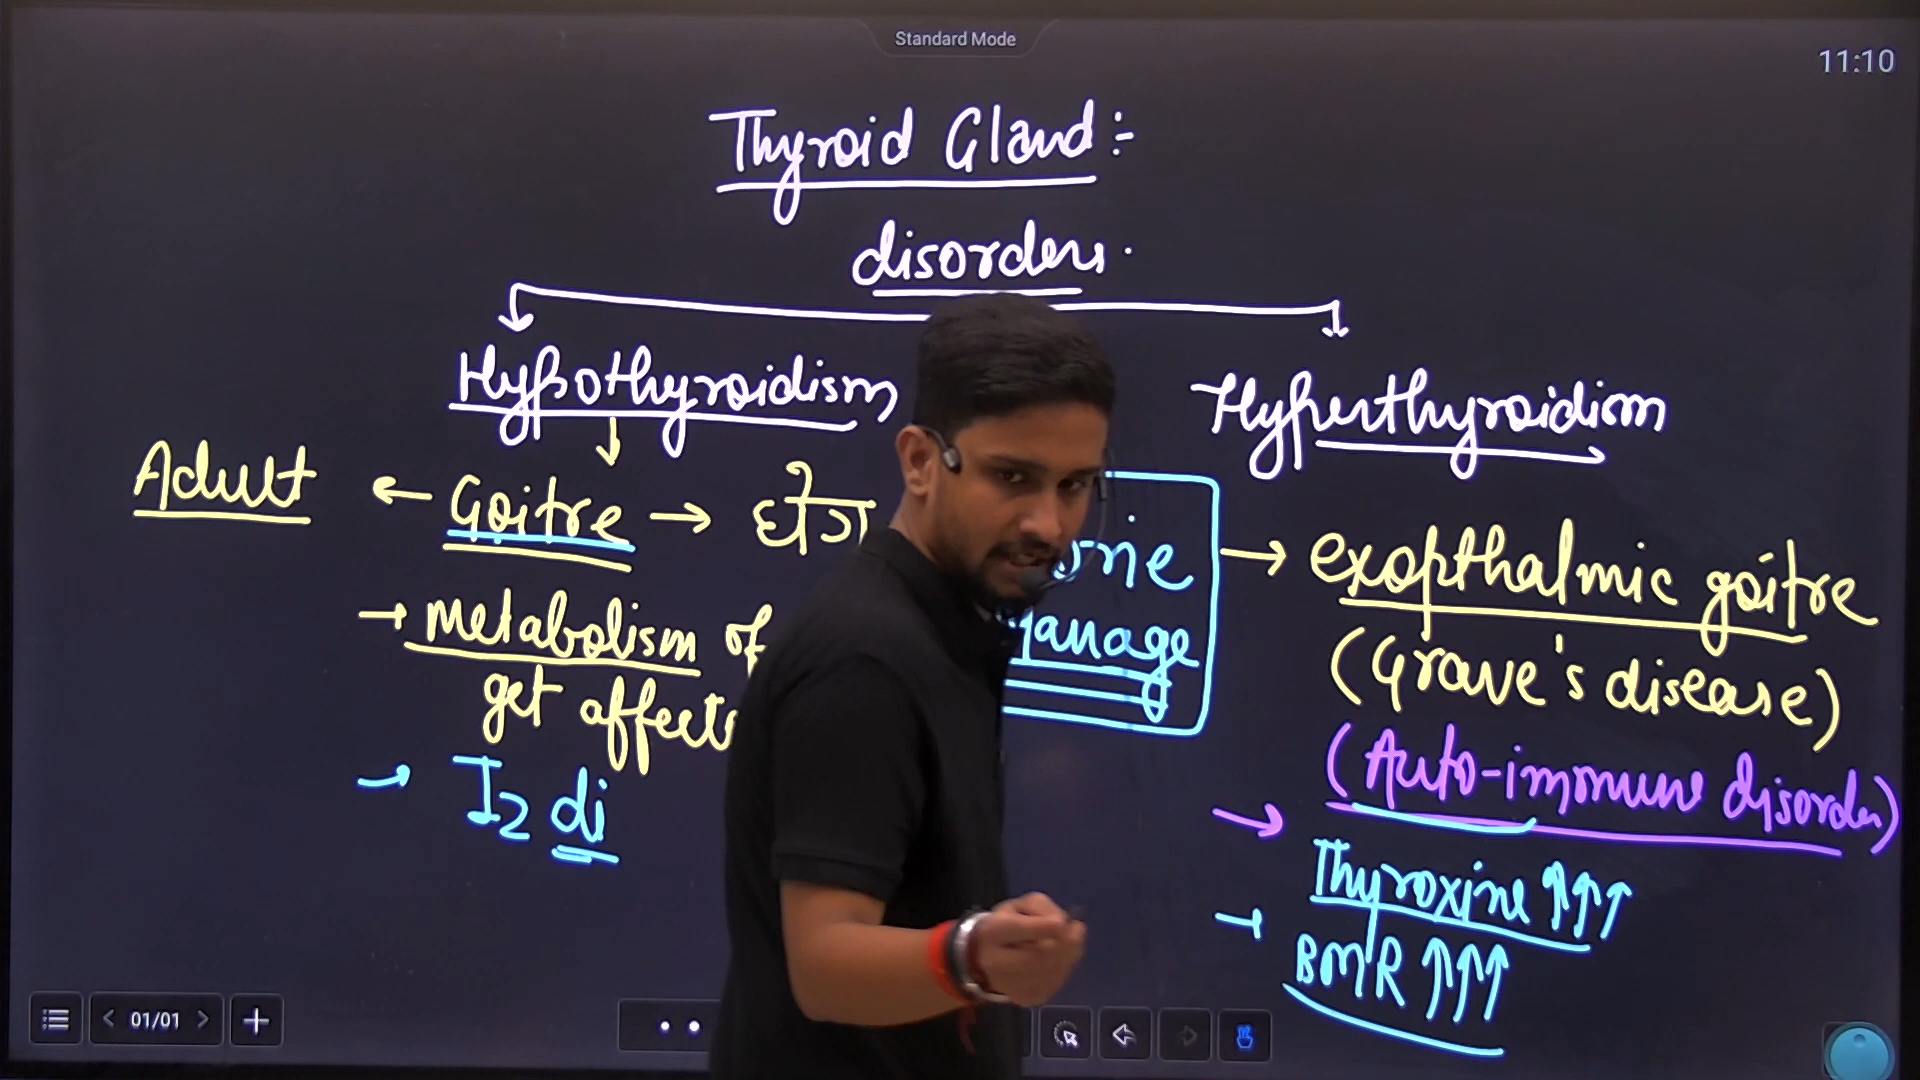 Standard Mode
11:10
Thyroid Gland :-
disorders.
Hypothyroidism
Hyperthyroidism
Adult ← Goitre → घेंघ
→ metabolism of
get affect
→ I2 di
manage
→ exopthalmic goitre
(Grave's disease)
→ (Auto-immune disorder)
Thyroxine ↑↑↑
→ BMR ↑↑↑
01/01